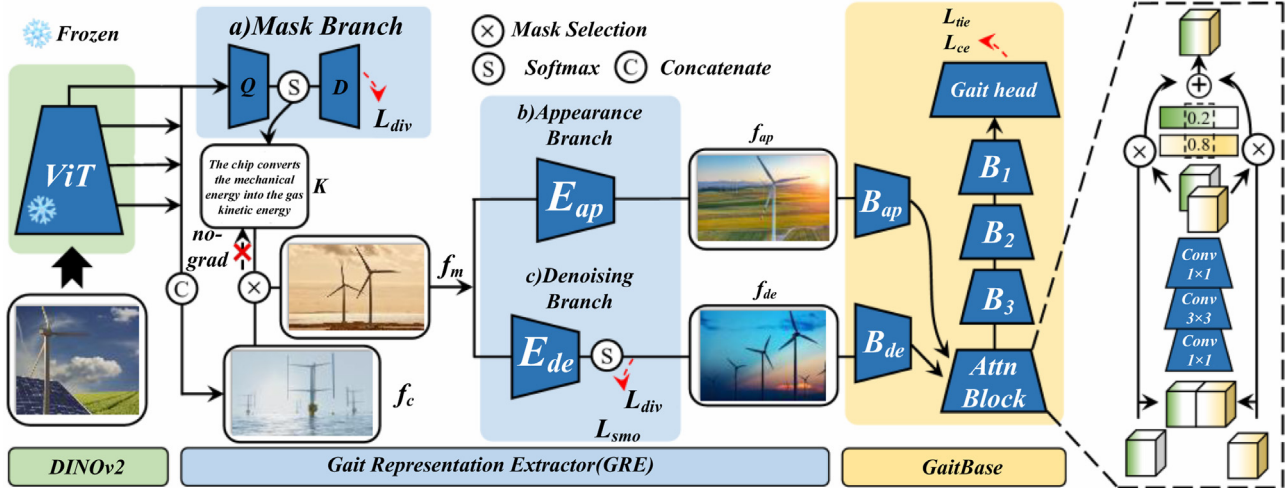 Frozen
ViT
DINOv2
a)Mask Branch
Q
S
D
L_div
The chip converts
the mechanical
energy into the gas
kinetic energy
K
no-
grad
×
C
f_m
f_c
Gait Representation Extractor(GRE)
× Mask Selection
S Softmax
C Concatenate
b)Appearance
Branch
E_ap
f_ap
c)Denoising
Branch
E_de
S
L_div
L_smo
f_de
L_tie
L_ce
Gait head
B_1
B_2
B_3
B_ap
B_de
Attn
Block
GaitBase
+
0.2
0.8
×
×
Conv
1×1
Conv
3×3
Conv
1×1